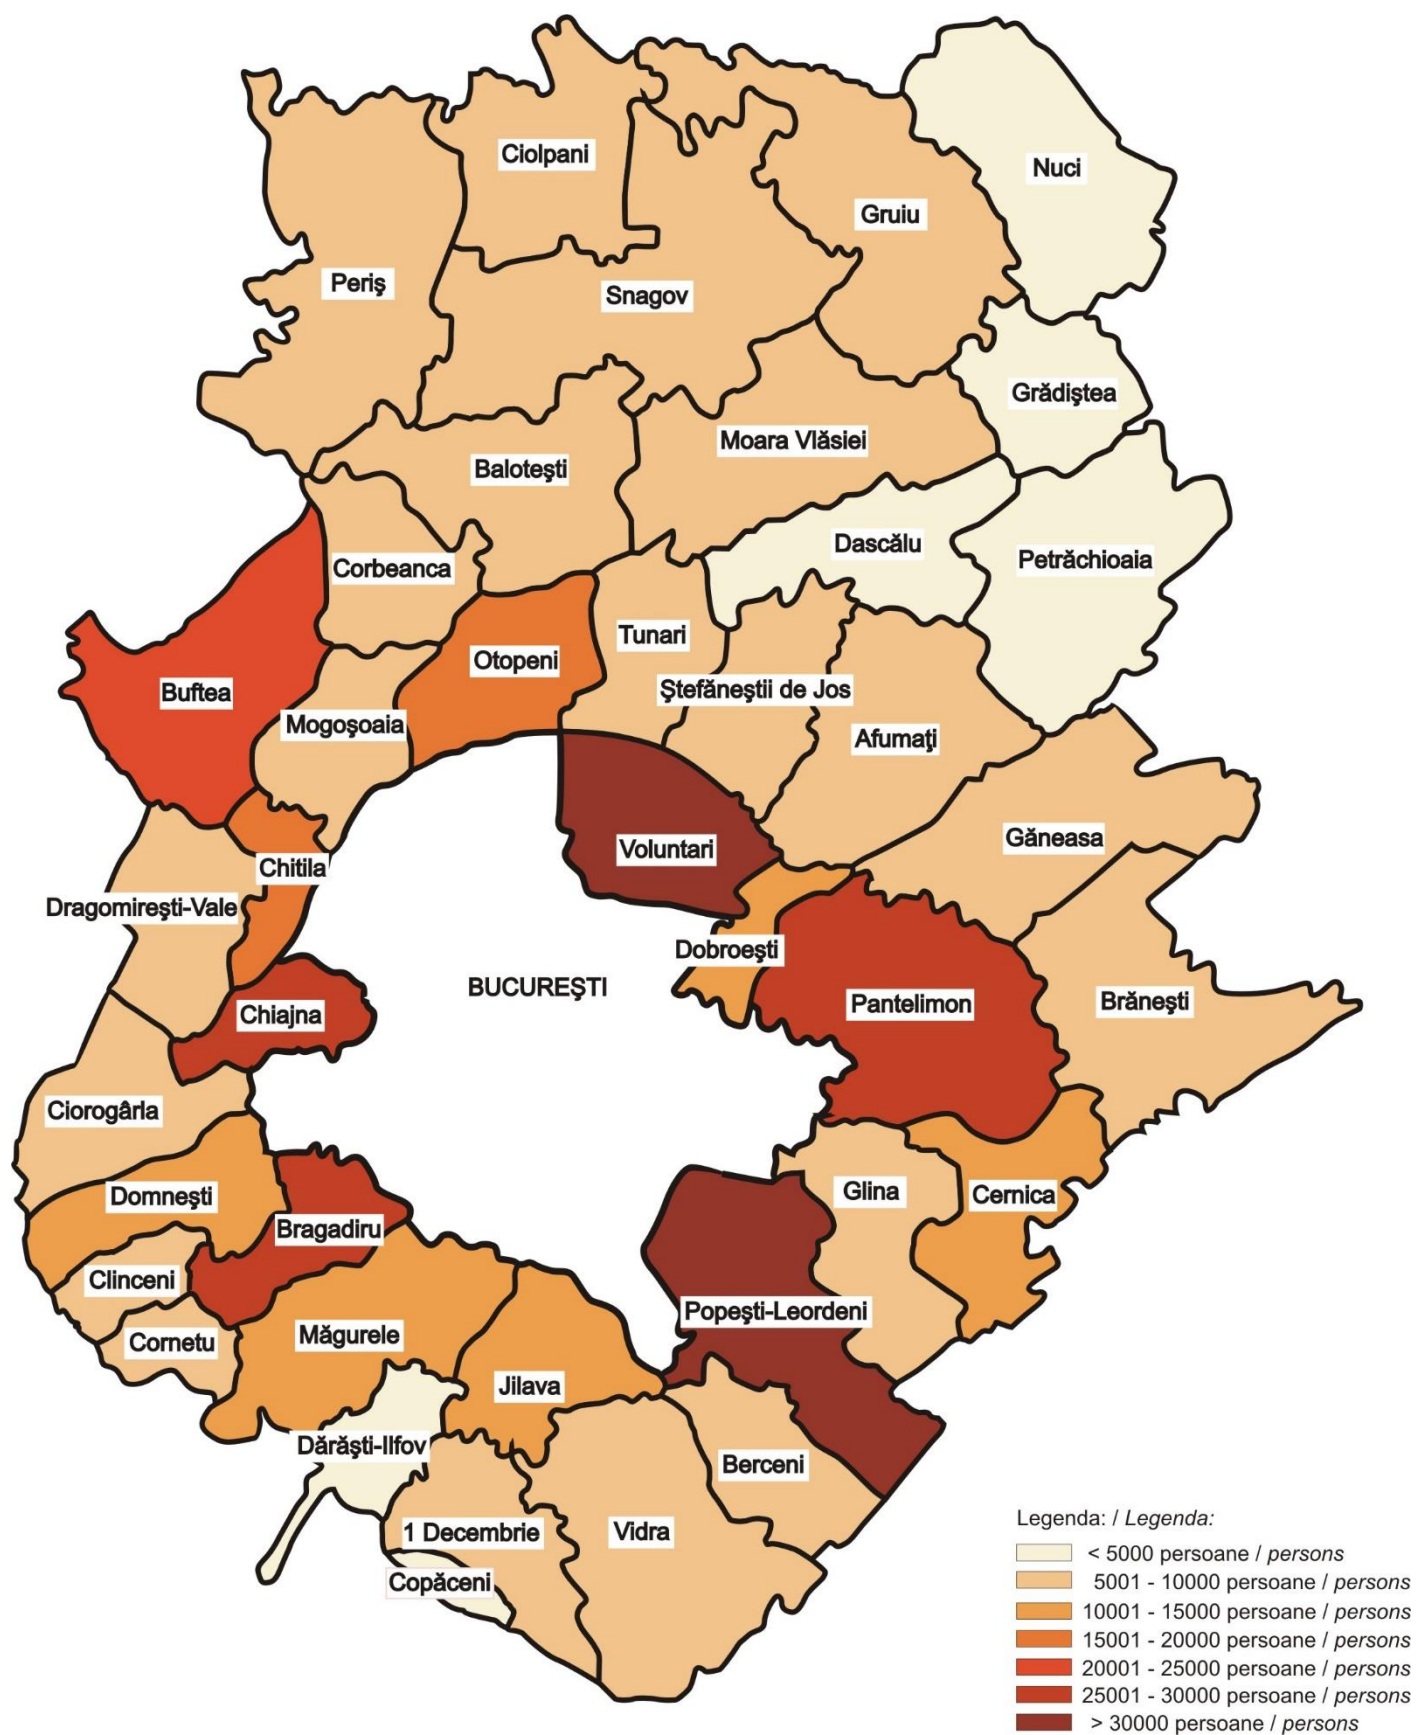 Ciolpani
Nuci
Gruiu
Periş
Snagov
Grădiştea
Moara Vlăsiei
Baloteşti
Dascălu
Petrăchioaia
Corbeanca
Tunari
Otopeni
Ştefăneştii de Jos
Buftea
Mogoşoaia
Afumaţi
Găneasa
Voluntari
Chitila
Dragomireşti-Vale
Dobroeşti
BUCUREŞTI
Pantelimon
Brăneşti
Chiajna
Ciorogârla
Domneşti
Glina
Cernica
Bragadiru
Clinceni
Popeşti-Leordeni
Măgurele
Cornetu
Jilava
Dărăşti-Ilfov
Berceni
1 Decembrie
Vidra
Copăceni
Legenda: / Legenda:
< 5000 persoane / persons
5001 - 10000 persoane / persons
10001 - 15000 persoane / persons
15001 - 20000 persoane / persons
20001 - 25000 persoane / persons
25001 - 30000 persoane / persons
> 30000 persoane / persons